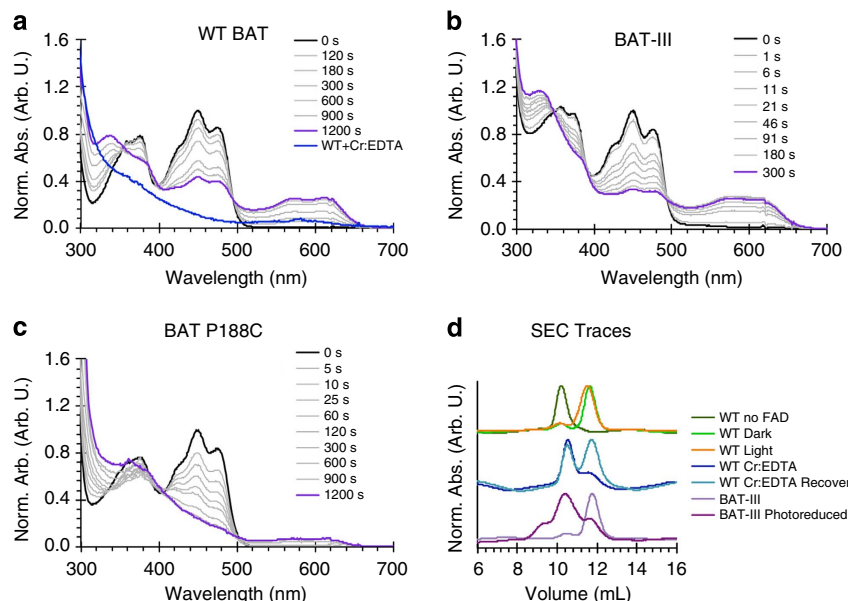 a
WT BAT
Norm. Abs. (Arb. U.)
1.6
1.2
0.8
0.4
0.0
300 400 500 600 700
Wavelength (nm)
0 s
120 s
180 s
300 s
600 s
900 s
1200 s
WT+Cr:EDTA
b
BAT-III
Norm. Abs. (Arb. U.)
1.6
1.2
0.8
0.4
0.0
300 400 500 600 700
Wavelength (nm)
0 s
1 s
6 s
11 s
21 s
46 s
91 s
180 s
300 s
c
BAT P188C
Norm. Arb. (Arb. U.)
1.6
1.2
0.8
0.4
0.0
300 400 500 600 700
Wavelength (nm)
0 s
5 s
10 s
25 s
60 s
120 s
300 s
600 s
900 s
1200 s
d
SEC Traces
Norm. Abs. (Arb. U.)
6 8 10 12 14 16
Volume (mL)
WT no FAD
WT Dark
WT Light
WT Cr:EDTA
WT Cr:EDTA Recover
BAT-III
BAT-III Photoreduced